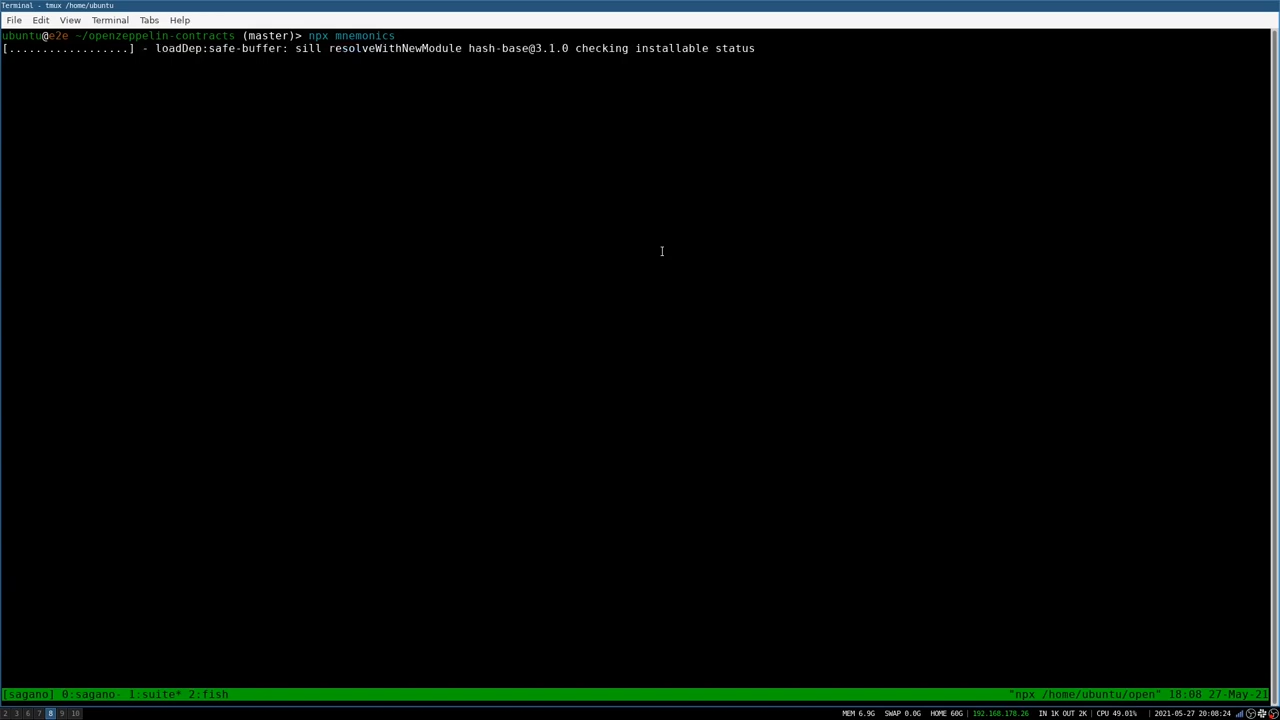 Terminal - tmux /home/ubuntu
File Edit View Terminal Tabs Help
ubuntu@e2e ~/openzeppelin-contracts (master)> npx mnemonics
[..................] - loadDep:safe-buffer: sill resolveWithNewModule hash-base@3.1.0 checking installable status
[sagano] 0:sagano- 1:suite* 2:fish "npx /home/ubuntu/open" 18:08 27-May-21
2 3 6 7 8 9 10 MEM 6.9G SWAP 0.0G HOME 60G | 192.168.178.26 IN 1K OUT 2K | CPU 49.01% | 2021-05-27 20:08:24